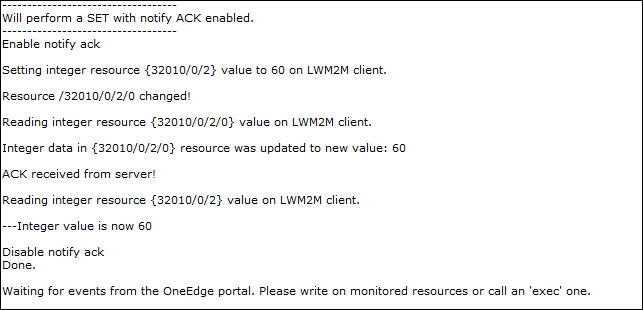 -----------------------------------
Will perform a SET with notify ACK enabled.
-----------------------------------
Enable notify ack
Setting integer resource {32010/0/2} value to 60 on LWM2M client.
Resource /32010/0/2/0 changed!
Reading integer resource {32010/0/2/0} value on LWM2M client.
Integer data in {32010/0/2/0} resource was updated to new value: 60
ACK received from server!
Reading integer resource {32010/0/2} value on LWM2M client.
---Integer value is now 60
Disable notify ack
Done.
Waiting for events from the OneEdge portal. Please write on monitored resources or call an 'exec' one.